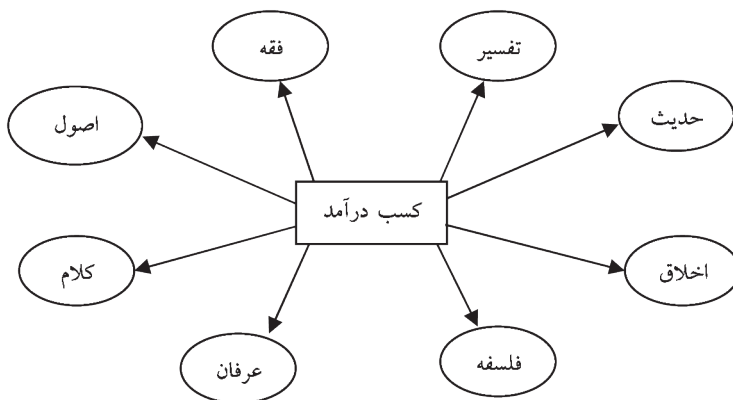 تفسیر
فقه
حدیث
اصول
کسب درآمد
اخلاق
کلام
فلسفه
عرفان